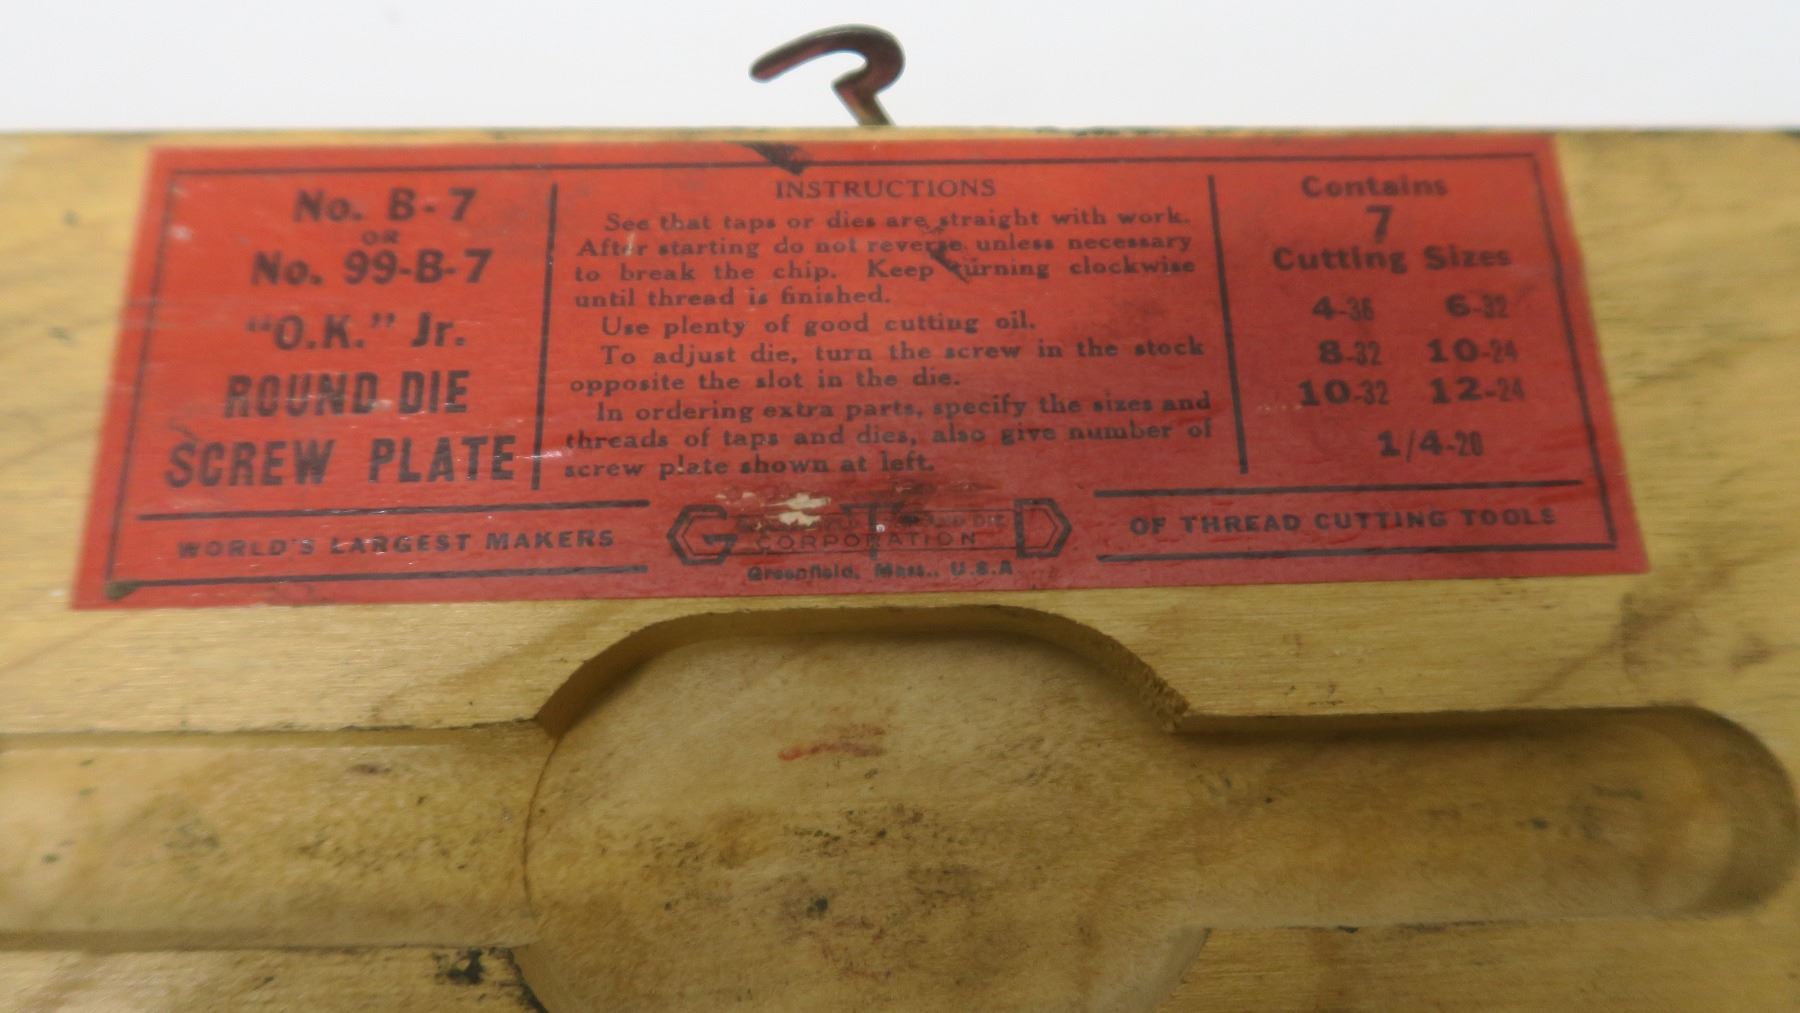 No. B-7
OR
No. 99-B-7
"O.K." Jr.
ROUND DIE
SCREW PLATE
INSTRUCTIONS
See that taps or dies are straight with work.
After starting do not reverse unless necessary
to break the chip. Keep turning clockwise
until thread is finished.
Use plenty of good cutting oil.
To adjust die, turn the screw in the stock
opposite the slot in the die.
In ordering extra parts, specify the sizes and
threads of taps and dies, also give number of
screw plate shown at left.
Contains
7
Cutting Sizes
4-36 6-32
8-32 10-24
10-32 12-24
1/4-20
WORLD'S LARGEST MAKERS
G T D
AND DIE
CORPORATION
Greenfield, Mass., U.S.A
OF THREAD CUTTING TOOLS